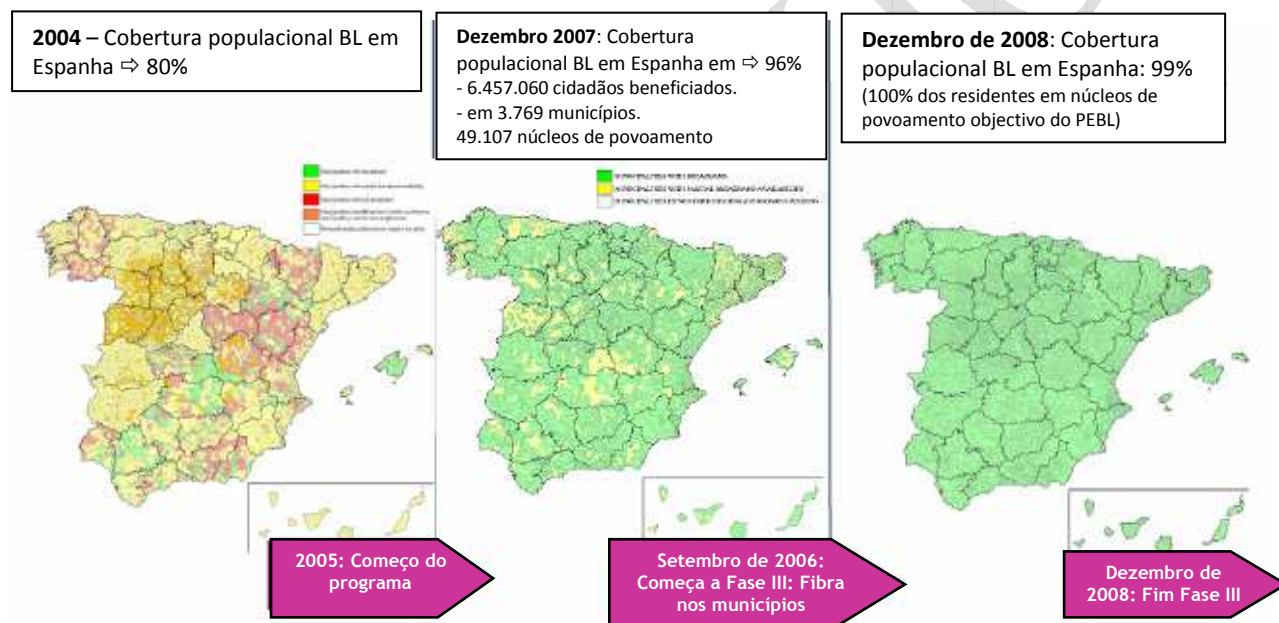 2004 – Cobertura populacional BL em
Espanha ⇨ 80%
Dezembro 2007: Cobertura
populacional BL em Espanha em ⇨ 96%
- 6.457.060 cidadãos beneficiados.
- em 3.769 municípios.
49.107 núcleos de povoamento
Dezembro de 2008: Cobertura
populacional BL em Espanha: 99%
(100% dos residentes em núcleos de
povoamento objectivo do PEBL)
2005: Começo do
programa
Setembro de 2006:
Começa a Fase III: Fibra
nos municípios
Dezembro de
2008: Fim Fase III